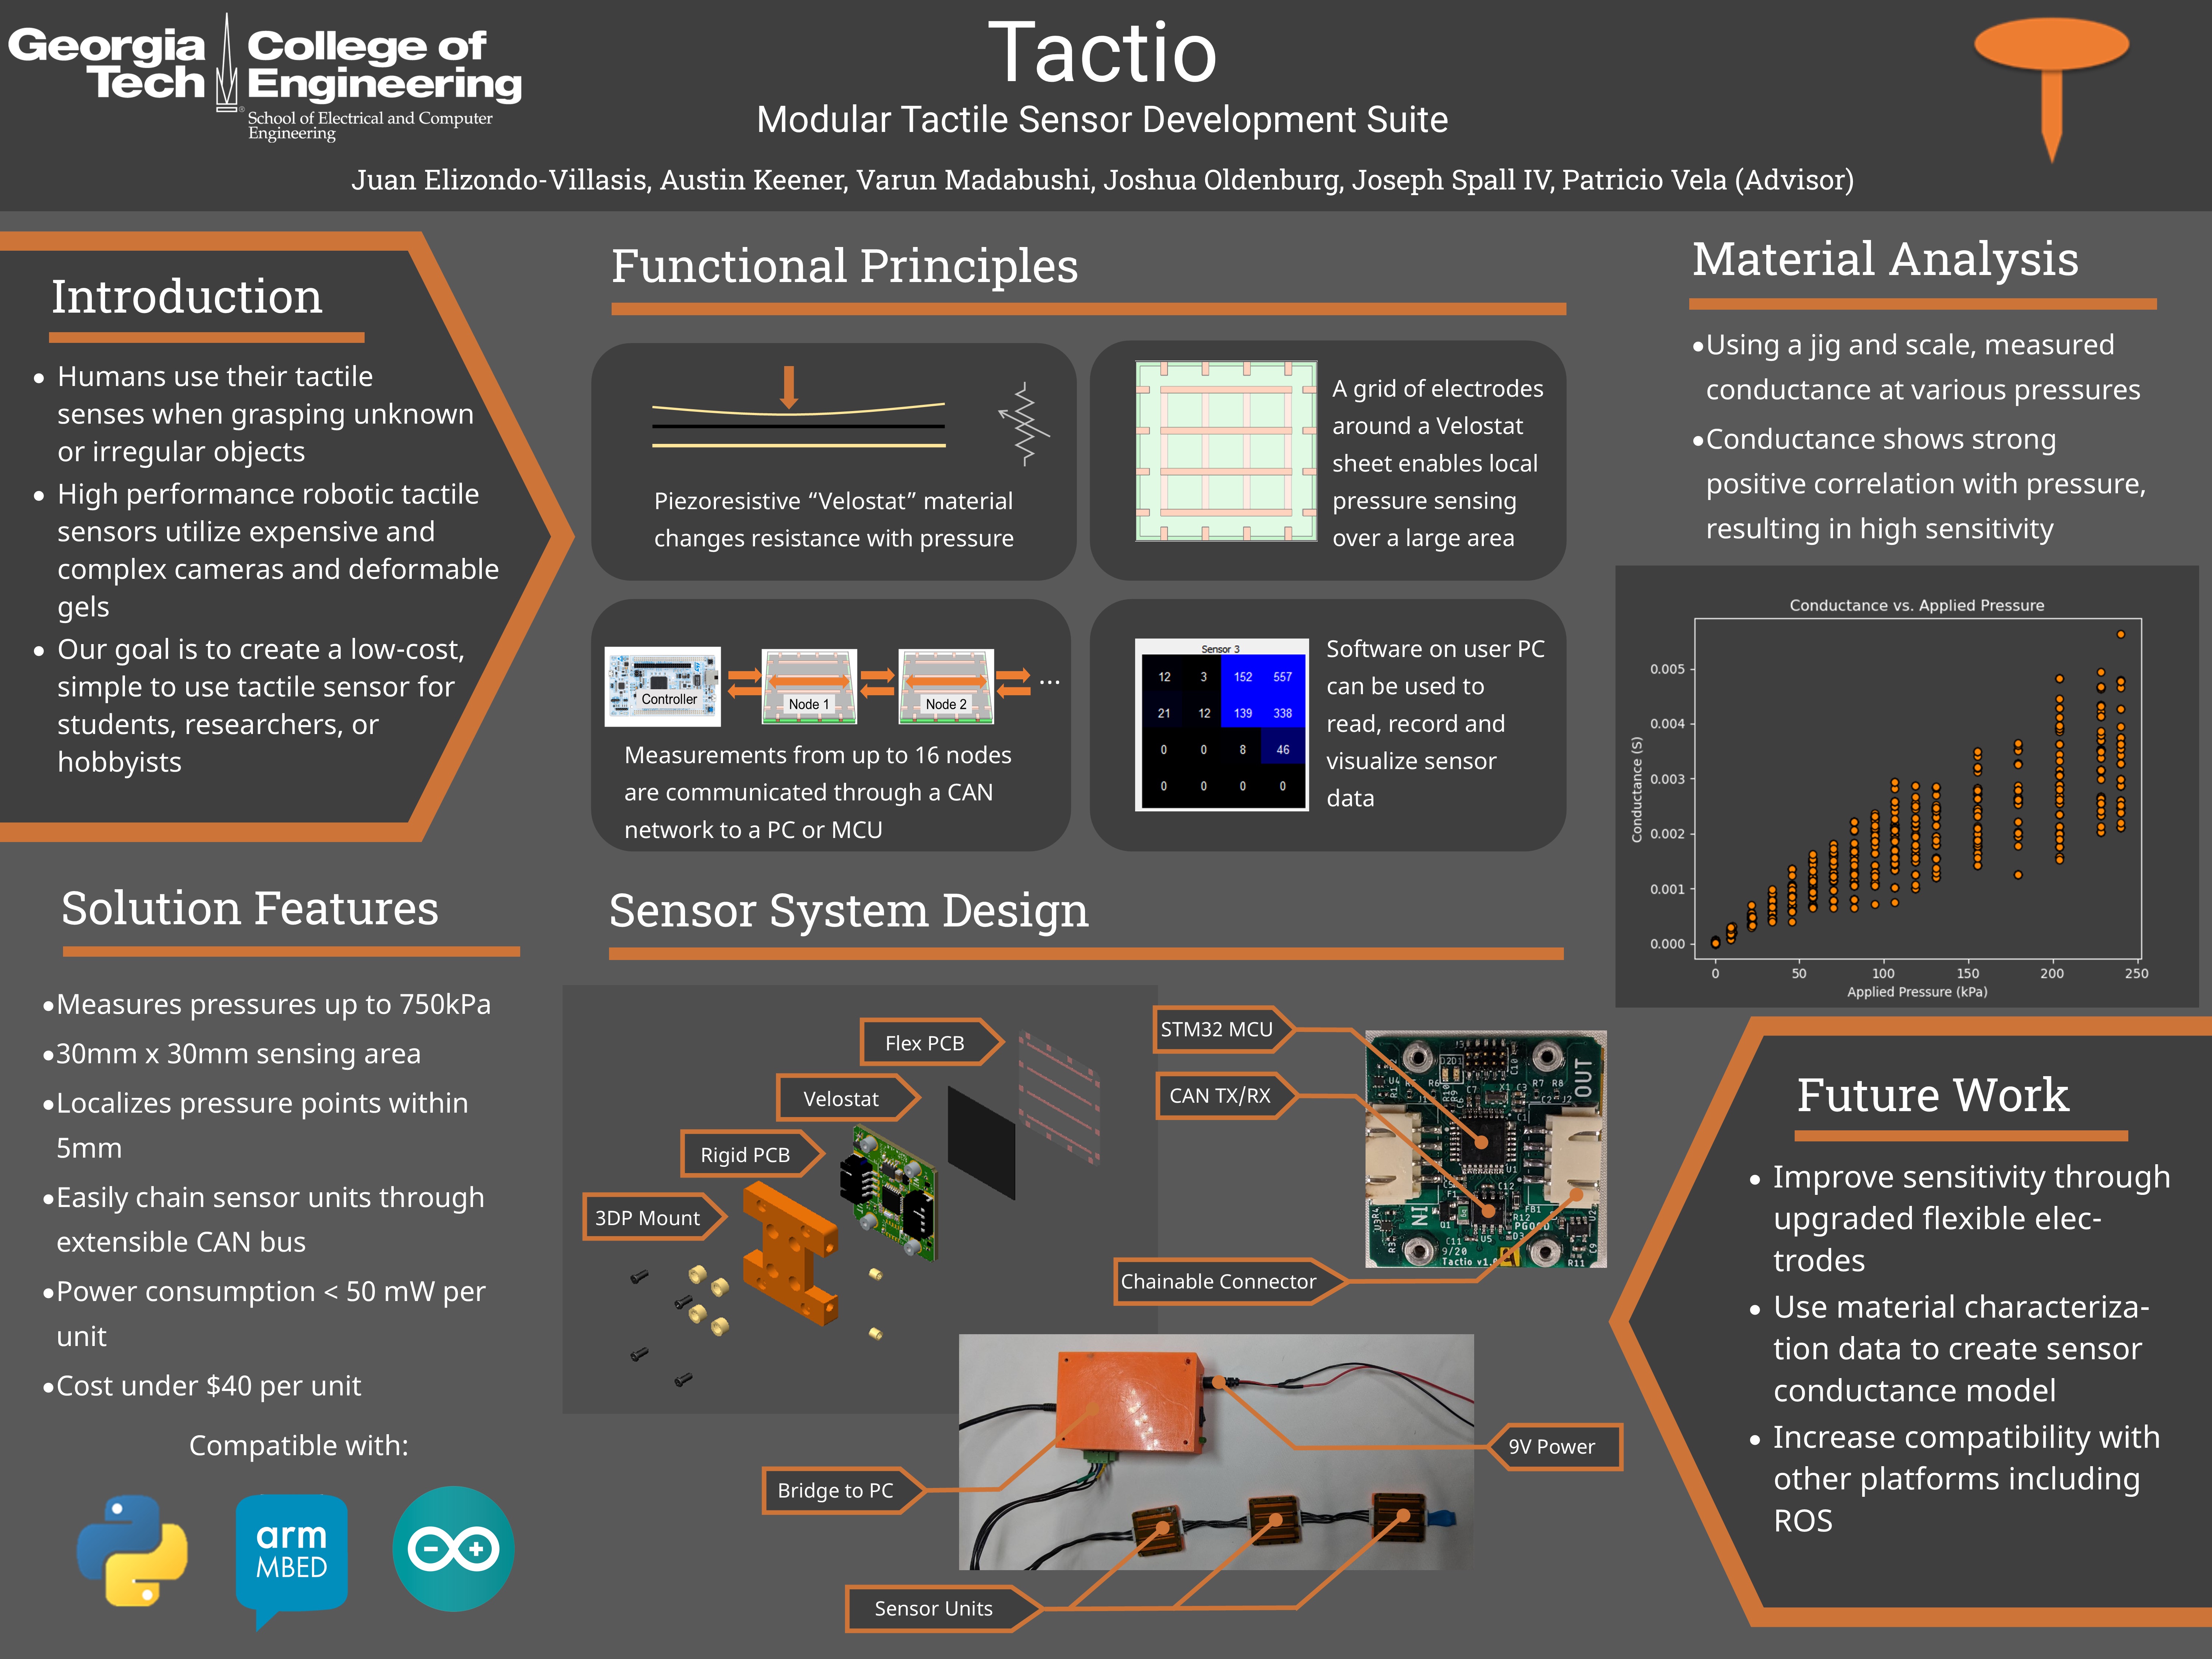 Georgia Tech
College of Engineering
School of Electrical and Computer Engineering
Tactio
Modular Tactile Sensor Development Suite
Juan Elizondo-Villasis, Austin Keener, Varun Madabushi, Joshua Oldenburg, Joseph Spall IV, Patricio Vela (Advisor)
Introduction
• Humans use their tactile
senses when grasping unknown
or irregular objects
• High performance robotic tactile
sensors utilize expensive and
complex cameras and deformable
gels
• Our goal is to create a low-cost,
simple to use tactile sensor for
students, researchers, or
hobbyists
Solution Features
•Measures pressures up to 750kPa
•30mm x 30mm sensing area
•Localizes pressure points within
5mm
•Easily chain sensor units through
extensible CAN bus
•Power consumption < 50 mW per
unit
•Cost under $40 per unit
Compatible with:
arm
MBED
Functional Principles
Piezoresistive “Velostat” material
changes resistance with pressure
A grid of electrodes
around a Velostat
sheet enables local
pressure sensing
over a large area
Controller
Node 1
Node 2
...
Measurements from up to 16 nodes
are communicated through a CAN
network to a PC or MCU
Sensor 3
12 3 152 557
21 12 139 338
0 0 8 46
0 0 0 0
Software on user PC
can be used to
read, record and
visualize sensor
data
Sensor System Design
Flex PCB
Velostat
Rigid PCB
3DP Mount
STM32 MCU
CAN TX/RX
Chainable Connector
OUT
IN
9/20
Tactio v1.
Bridge to PC
9V Power
Sensor Units
Material Analysis
•Using a jig and scale, measured
conductance at various pressures
•Conductance shows strong
positive correlation with pressure,
resulting in high sensitivity
Conductance vs. Applied Pressure
Conductance (S)
0.005
0.004
0.003
0.002
0.001
0.000
0 50 100 150 200 250
Applied Pressure (kPa)
Future Work
• Improve sensitivity through
upgraded flexible elec-
trodes
• Use material characteriza-
tion data to create sensor
conductance model
• Increase compatibility with
other platforms including
ROS